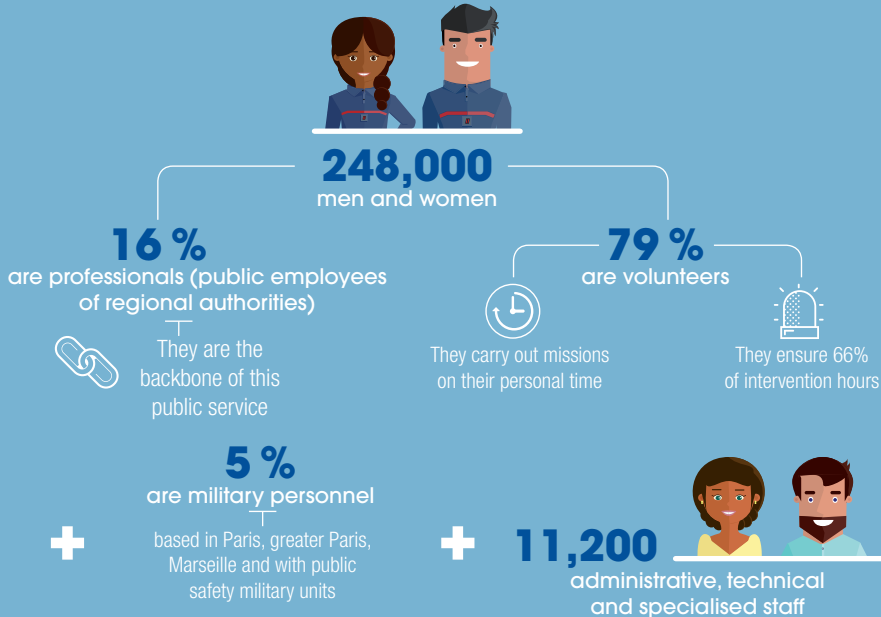 248,000
men and women
16 %
are professionals (public employees
of regional authorities)
They are the
backbone of this
public service
79 %
are volunteers
They carry out missions
on their personal time
They ensure 66%
of intervention hours
5 %
are military personnel
based in Paris, greater Paris,
Marseille and with public
safety military units
11,200
administrative, technical
and specialised staff